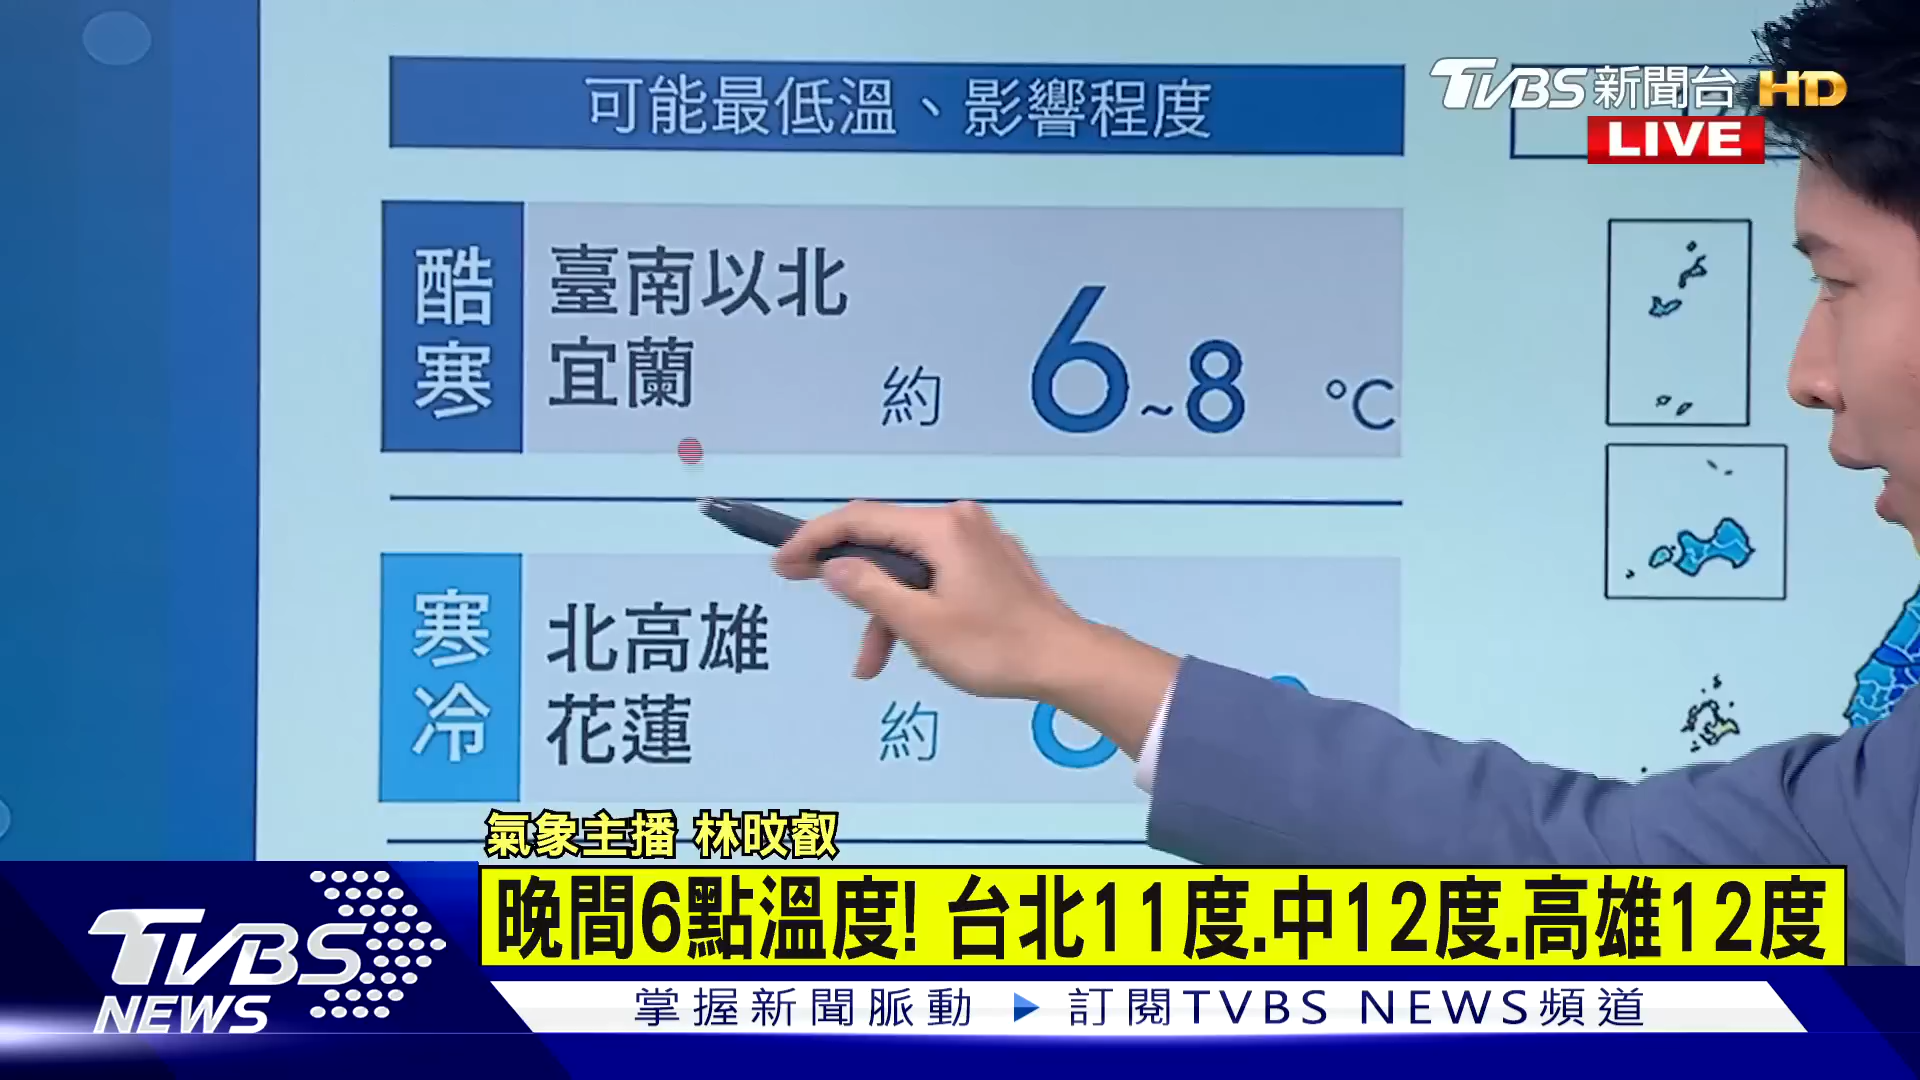 可能最低溫、影響程度
TVBS新聞台 HD
LIVE
酷寒
臺南以北
宜蘭
約 6~8 °C
寒冷
北高雄
花蓮
約
氣象主播 林旼叡
晚間6點溫度! 台北11度.中12度.高雄12度
TVBS
NEWS
掌握新聞脈動 ▶ 訂閱TVBS NEWS頻道